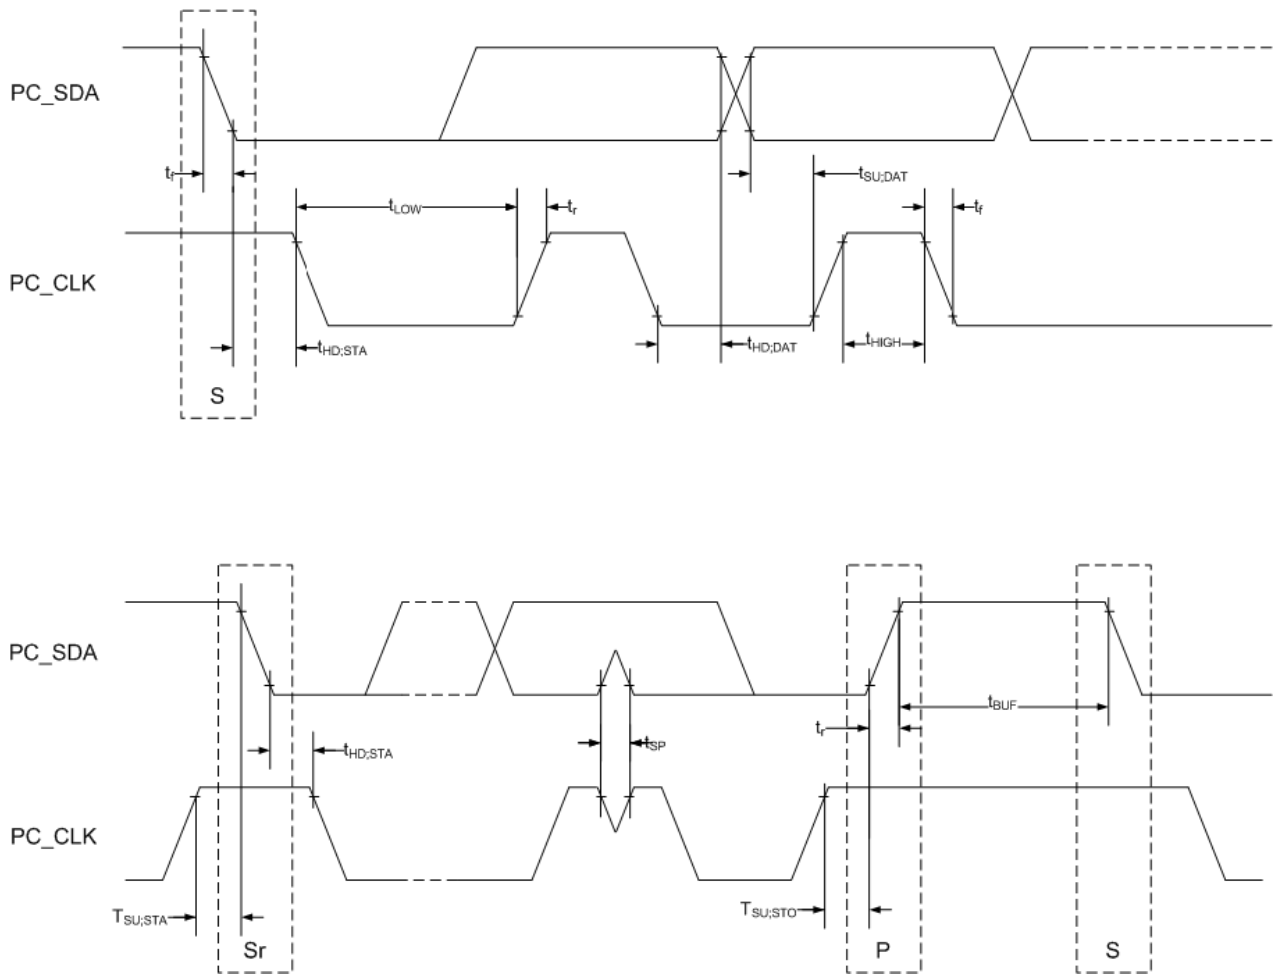 PC_SDA
tf
tSU;DAT
tLOW
tr
tf
PC_CLK
tHD;STA
tHD;DAT
tHIGH
S
PC_SDA
tBUF
tr
tHD;STA
tSP
PC_CLK
TSU;STA
TSU;STO
Sr
P
S